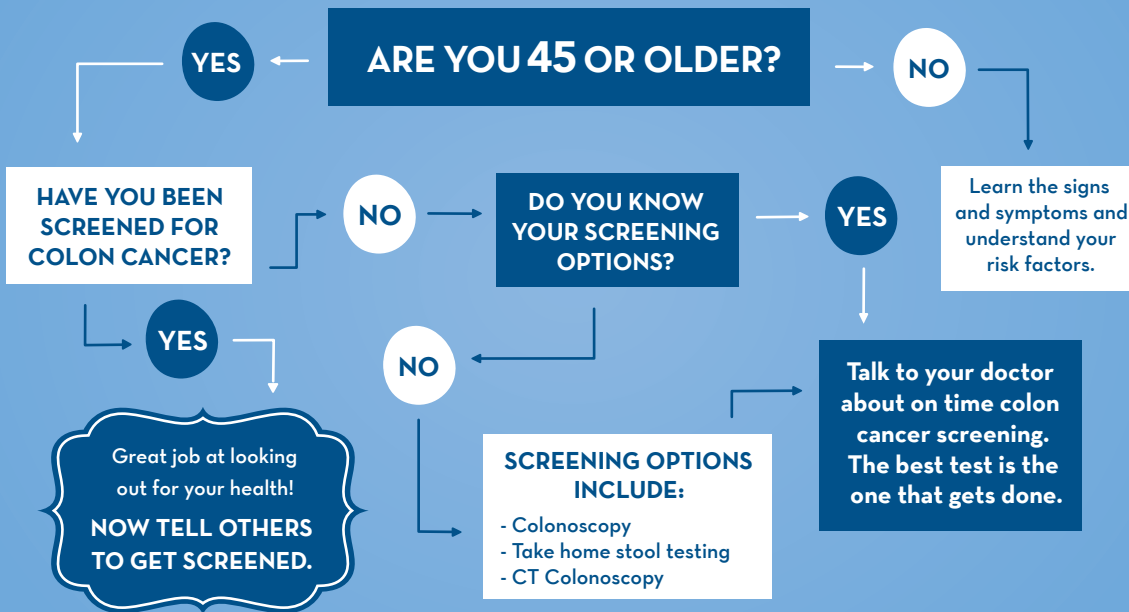 ARE YOU 45 OR OLDER?
YES
NO
HAVE YOU BEEN
SCREENED FOR
COLON CANCER?
NO
DO YOU KNOW
YOUR SCREENING
OPTIONS?
YES
Learn the signs
and symptoms and
understand your
risk factors.
YES
NO
Great job at looking
out for your health!
NOW TELL OTHERS
TO GET SCREENED.
SCREENING OPTIONS
INCLUDE:
- Colonoscopy
- Take home stool testing
- CT Colonoscopy
Talk to your doctor
about on time colon
cancer screening.
The best test is the
one that gets done.